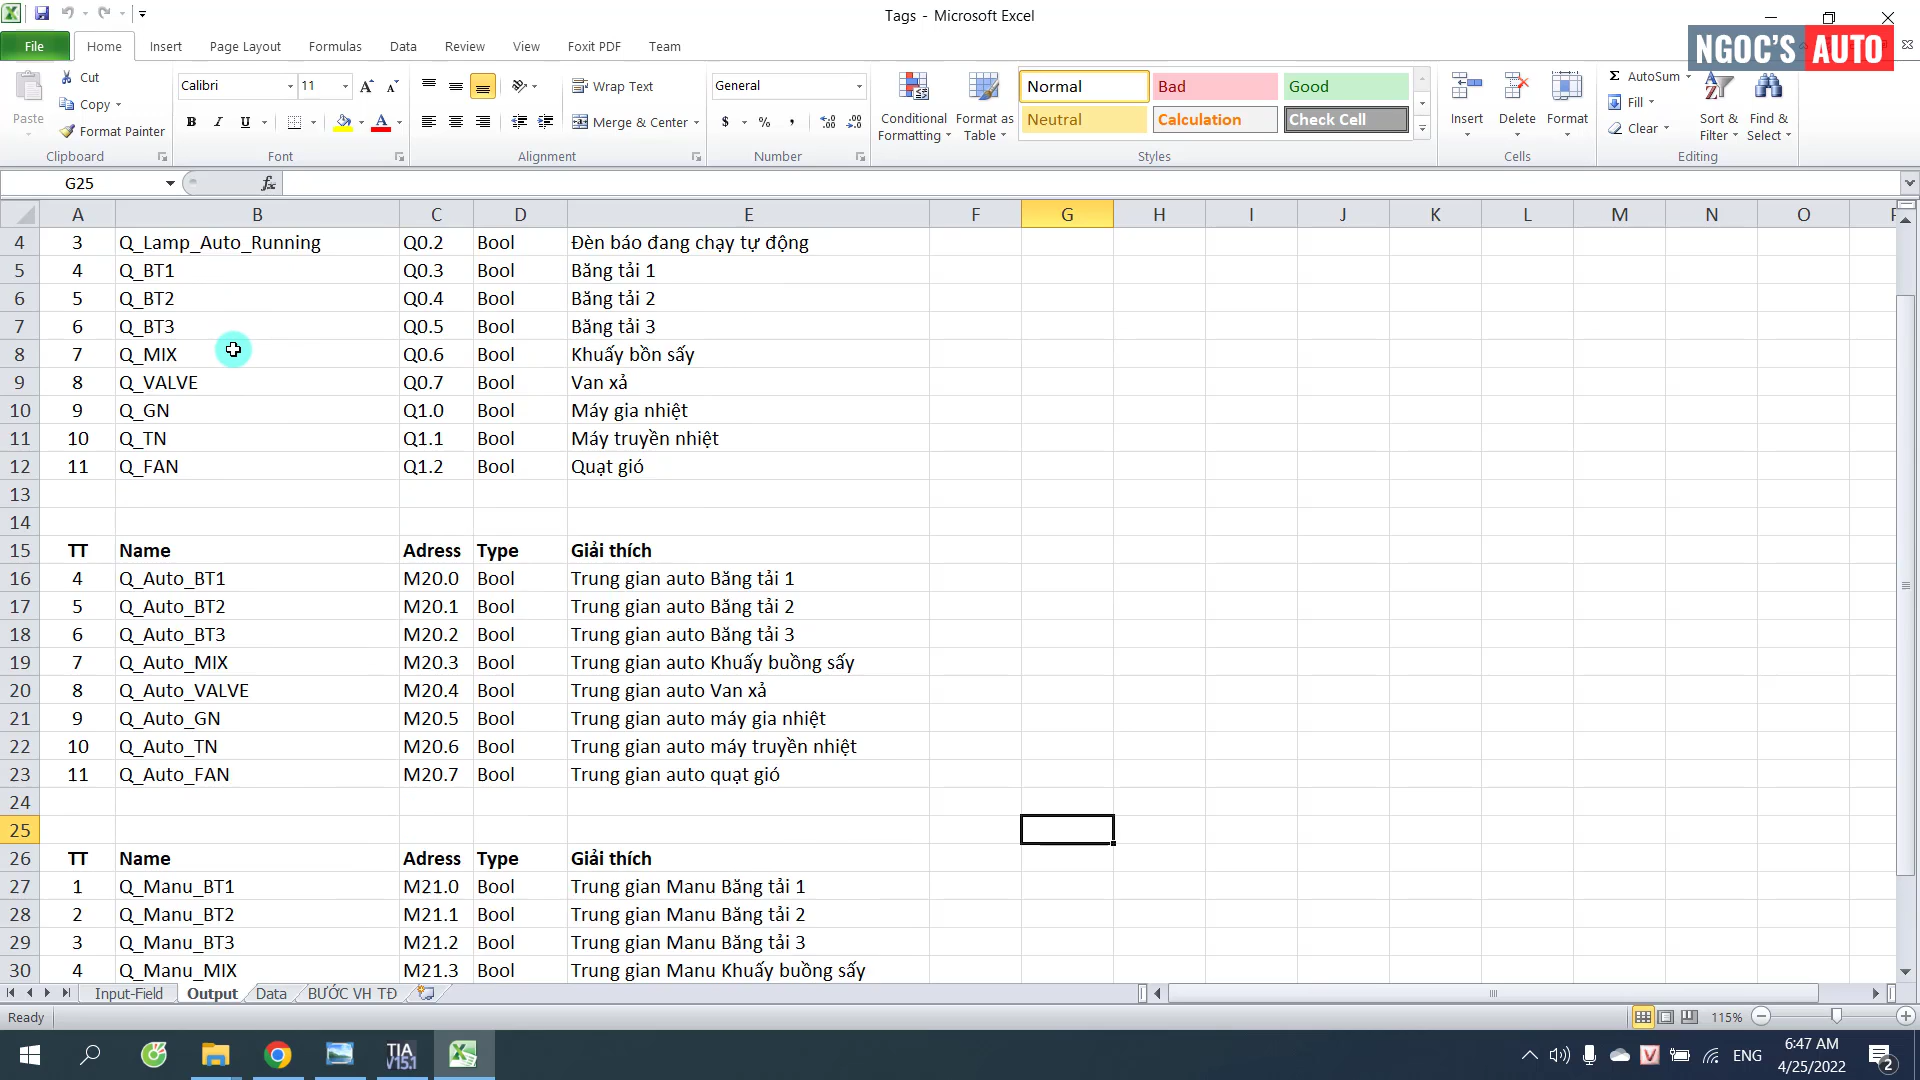 Tags - Microsoft Excel
NGOC'S AUTO
File Home Insert Page Layout Formulas Data Review View Foxit PDF Team
Paste
Cut
Copy
Format Painter
Clipboard
Calibri 11
B I U
Font
Wrap Text
Merge & Center
Alignment
General
$ % ,
Number
Conditional Formatting
Format as Table
Normal Bad Good
Neutral Calculation Check Cell
Styles
Insert Delete Format
Cells
AutoSum
Fill
Clear
Sort & Filter
Find & Select
Editing
G25 fx
A B C D E F G H I J K L M N O
4 3 Q_Lamp_Auto_Running Q0.2 Bool Đèn báo đang chạy tự động
5 4 Q_BT1 Q0.3 Bool Băng tải 1
6 5 Q_BT2 Q0.4 Bool Băng tải 2
7 6 Q_BT3 Q0.5 Bool Băng tải 3
8 7 Q_MIX Q0.6 Bool Khuấy bồn sấy
9 8 Q_VALVE Q0.7 Bool Van xả
10 9 Q_GN Q1.0 Bool Máy gia nhiệt
11 10 Q_TN Q1.1 Bool Máy truyền nhiệt
12 11 Q_FAN Q1.2 Bool Quạt gió
13
14
15 TT Name Adress Type Giải thích
16 4 Q_Auto_BT1 M20.0 Bool Trung gian auto Băng tải 1
17 5 Q_Auto_BT2 M20.1 Bool Trung gian auto Băng tải 2
18 6 Q_Auto_BT3 M20.2 Bool Trung gian auto Băng tải 3
19 7 Q_Auto_MIX M20.3 Bool Trung gian auto Khuấy buồng sấy
20 8 Q_Auto_VALVE M20.4 Bool Trung gian auto Van xả
21 9 Q_Auto_GN M20.5 Bool Trung gian auto máy gia nhiệt
22 10 Q_Auto_TN M20.6 Bool Trung gian auto máy truyền nhiệt
23 11 Q_Auto_FAN M20.7 Bool Trung gian auto quạt gió
24
25
26 TT Name Adress Type Giải thích
27 1 Q_Manu_BT1 M21.0 Bool Trung gian Manu Băng tải 1
28 2 Q_Manu_BT2 M21.1 Bool Trung gian Manu Băng tải 2
29 3 Q_Manu_BT3 M21.2 Bool Trung gian Manu Băng tải 3
30 4 Q_Manu_MIX M21.3 Bool Trung gian Manu Khuấy buồng sấy
Input-Field Output Data BƯỚC VH TĐ
Ready 115%
TIA V15.1
ENG
6:47 AM
4/25/2022
2